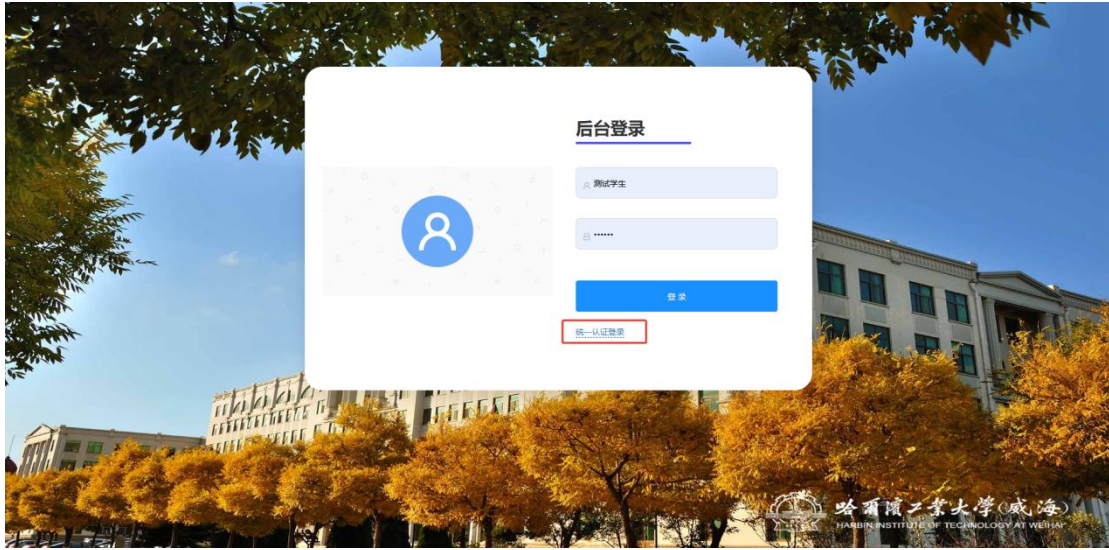 后台登录
测试学生
••••••
登 录
统一认证登录
哈爾濱工業大學(威海)
HARBIN INSTITUTE OF TECHNOLOGY AT WEIHAI